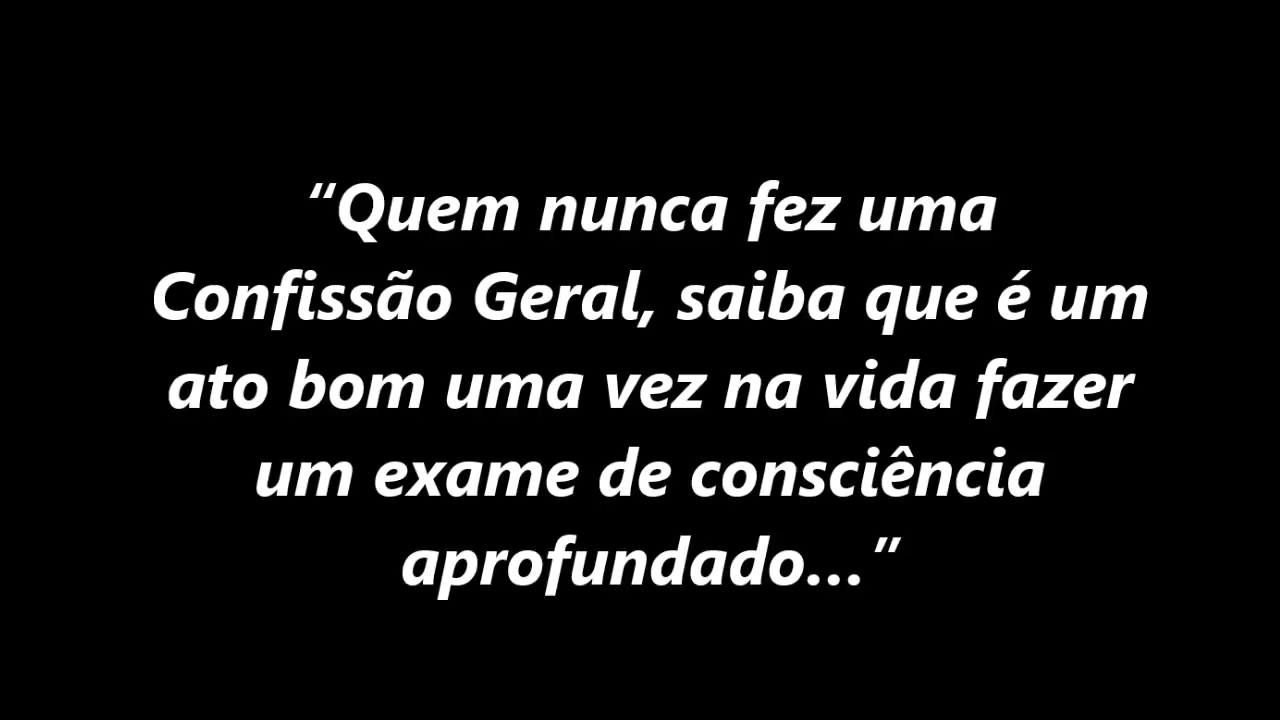 “Quem nunca fez uma
Confissão Geral, saiba que é um
ato bom uma vez na vida fazer
um exame de consciência
aprofundado...”